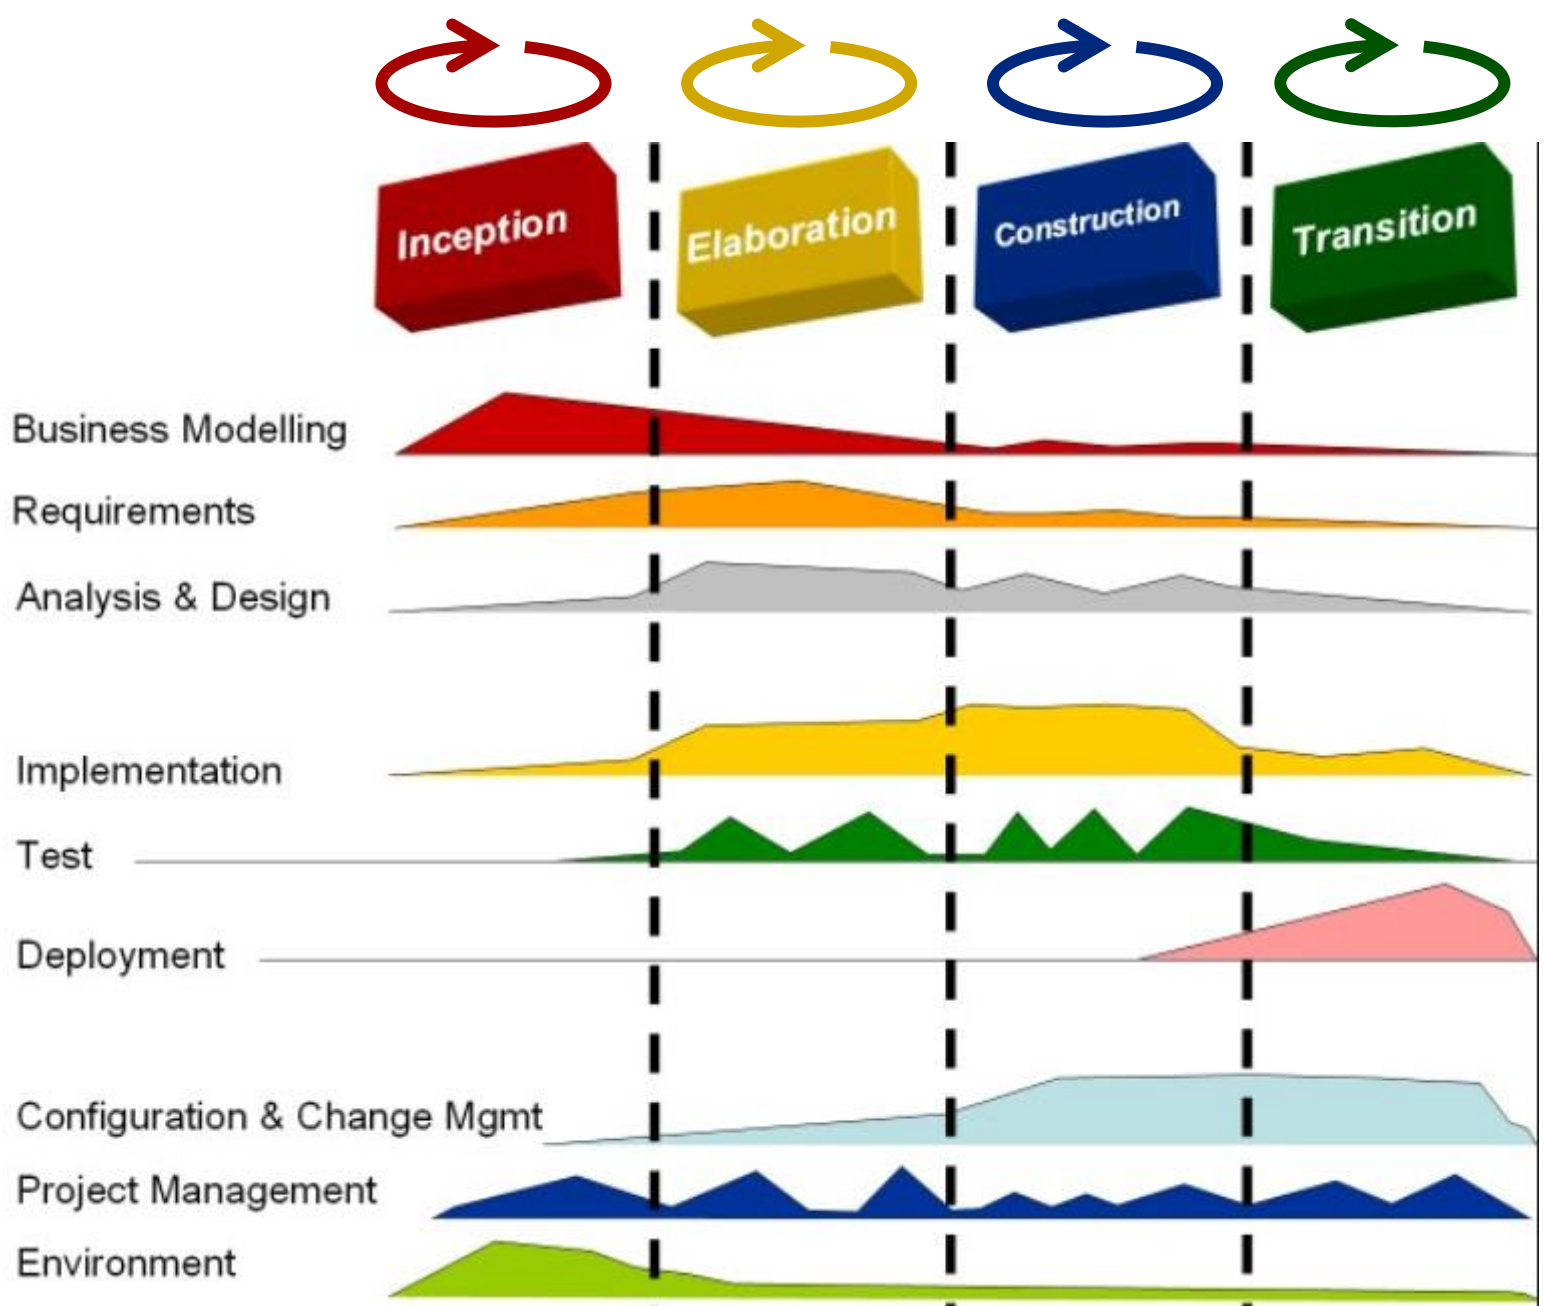 Inception
Elaboration
Construction
Transition
Business Modelling
Requirements
Analysis & Design
Implementation
Test
Deployment
Configuration & Change Mgmt
Project Management
Environment